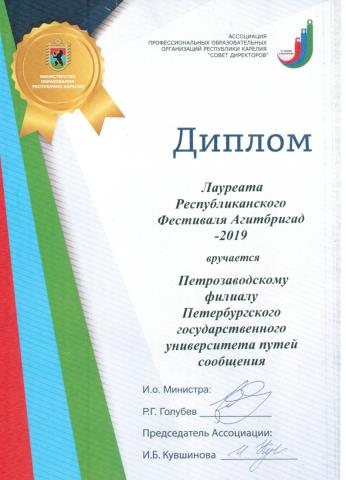 АССОЦИАЦИЯ
ПРОФЕССИОНАЛЬНЫХ ОБРАЗОВАТЕЛЬНЫХ
ОРГАНИЗАЦИЙ РЕСПУБЛИКИ КАРЕЛИЯ
"СОВЕТ ДИРЕКТОРОВ"
МИНИСТЕРСТВО
ОБРАЗОВАНИЯ
РЕСПУБЛИКИ КАРЕЛИЯ
Диплом
Лауреата
Республиканского
Фестиваля Агитбригад
-2019
вручается
Петрозаводскому
филиалу
Петербургского
государственного
университета путей
сообщения
И.о. Министра:
Р.Г. Голубев
Председатель Ассоциации:
И.Б. Кувшинова